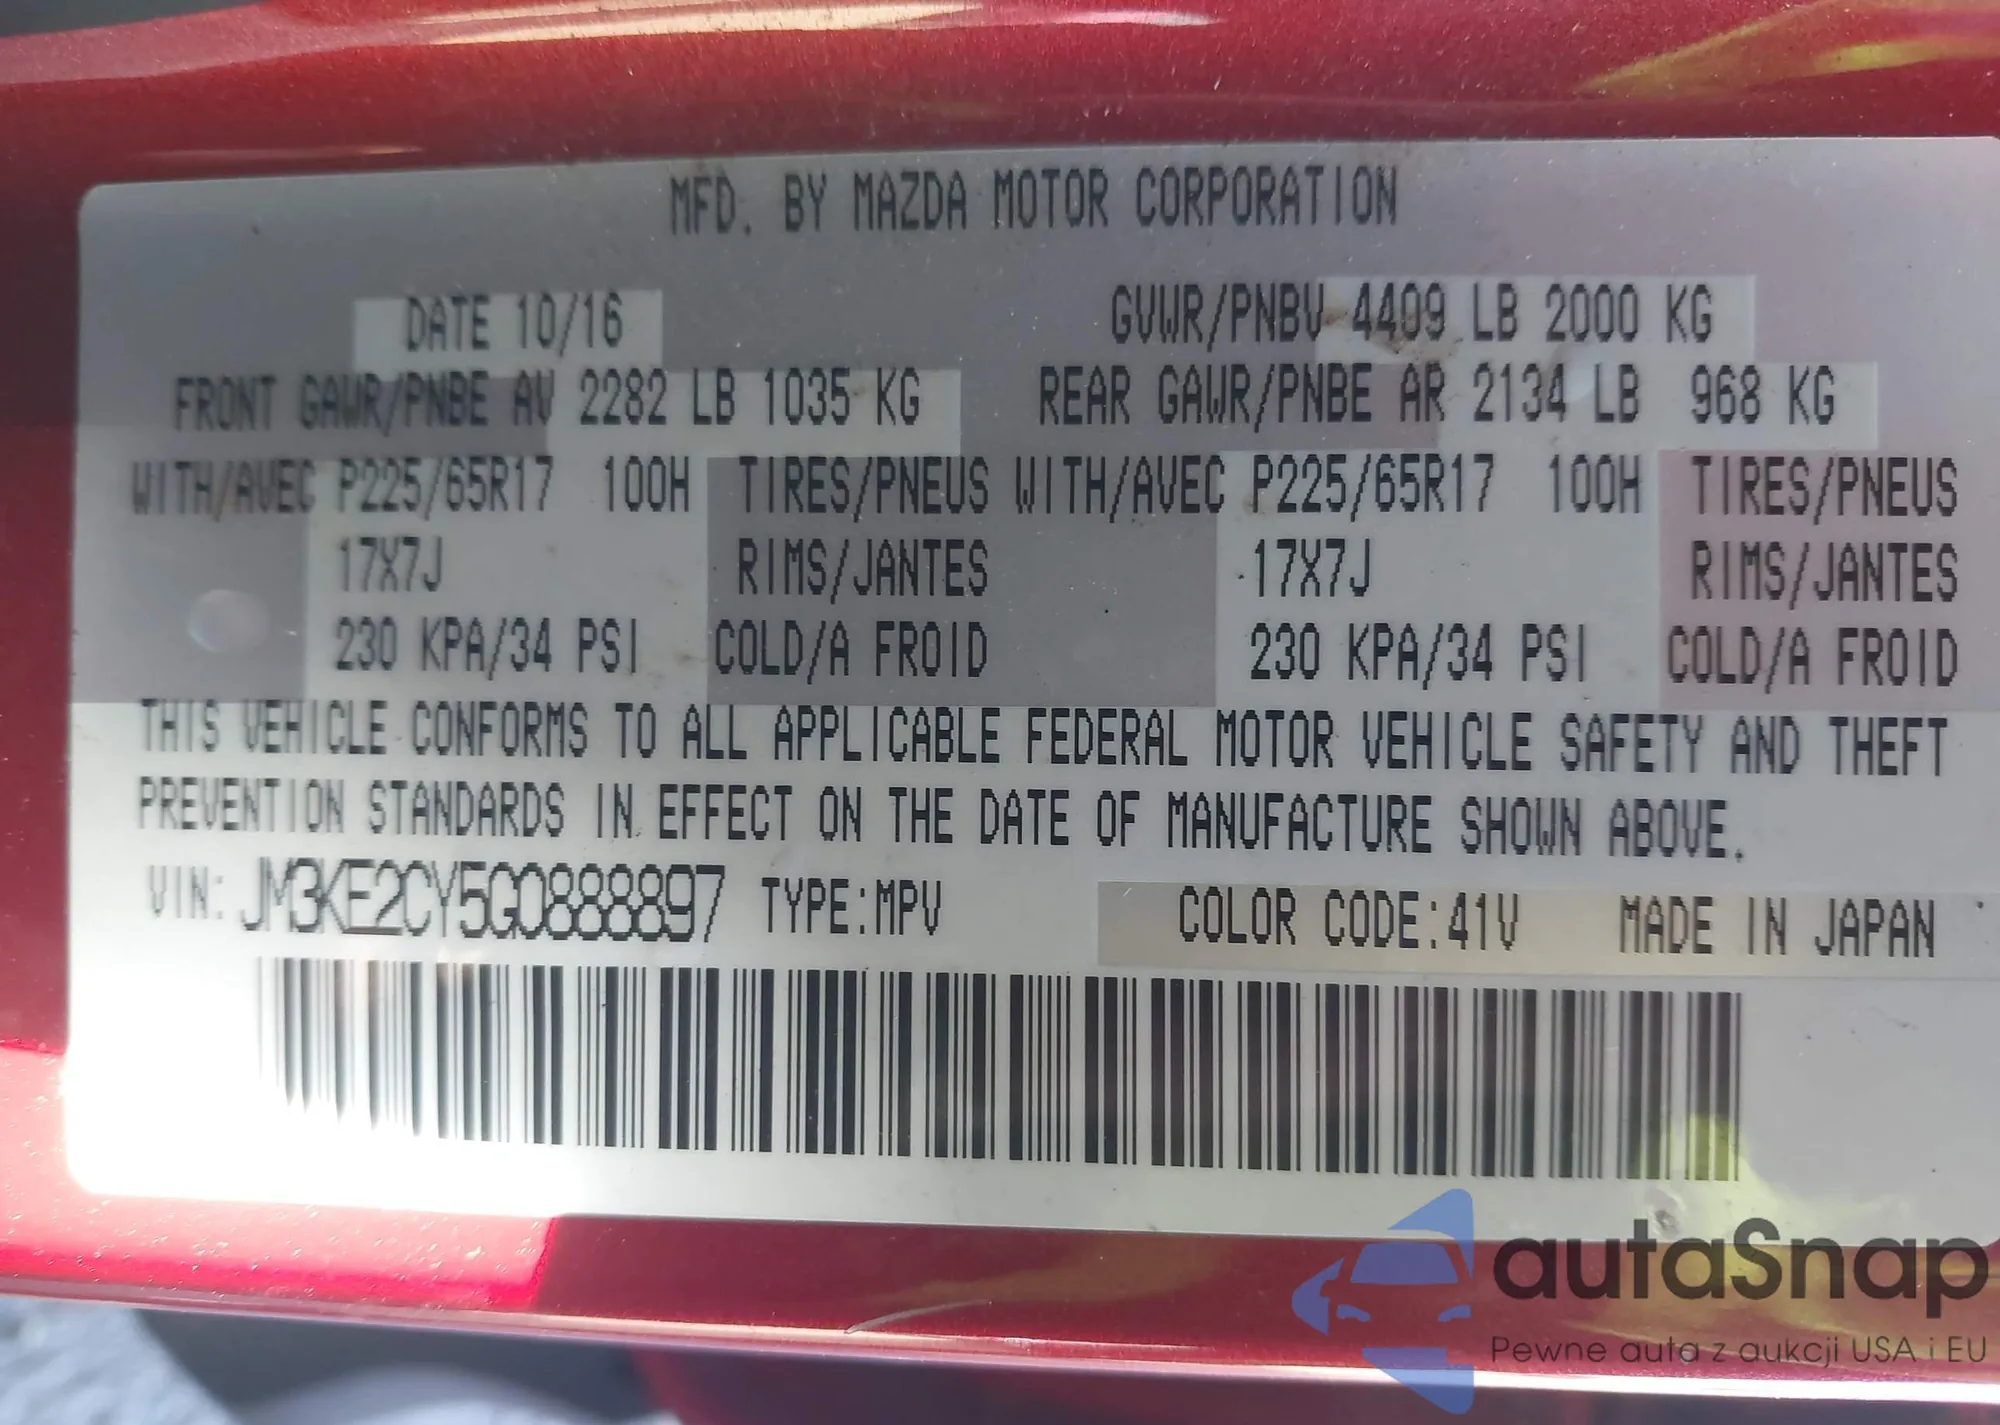 MFD. BY MAZDA MOTOR CORPORATION
DATE 10/16 GVWR/PNBV 4409 LB 2000 KG
FRONT GAWR/PNBE AV 2282 LB 1035 KG REAR GAWR/PNBE AR 2134 LB 968 KG
WITH/AVEC P225/65R17 100H TIRES/PNEUS WITH/AVEC P225/65R17 100H TIRES/PNEUS
17X7J RIMS/JANTES 17X7J RIMS/JANTES
230 KPA/34 PSI COLD/A FROID 230 KPA/34 PSI COLD/A FROID
THIS VEHICLE CONFORMS TO ALL APPLICABLE FEDERAL MOTOR VEHICLE SAFETY AND THEFT
PREVENTION STANDARDS IN EFFECT ON THE DATE OF MANUFACTURE SHOWN ABOVE.
VIN: JM3KE2CY5G0888897 TYPE:MPV COLOR CODE:41V MADE IN JAPAN
autaSnap
Pewne auta z aukcji USA i EU